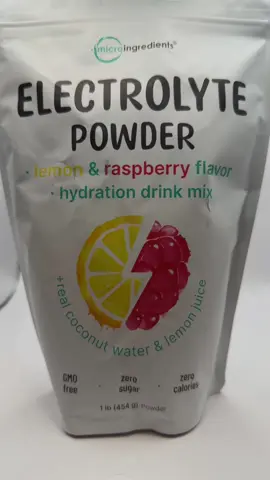 microingredients®
ELECTROLYTE
POWDER
· lemon & raspberry flavor
· hydration drink mix
+real coconut water & lemon juice
GMO free
zero sugar
zero calories
1 lb (454 g) Powder